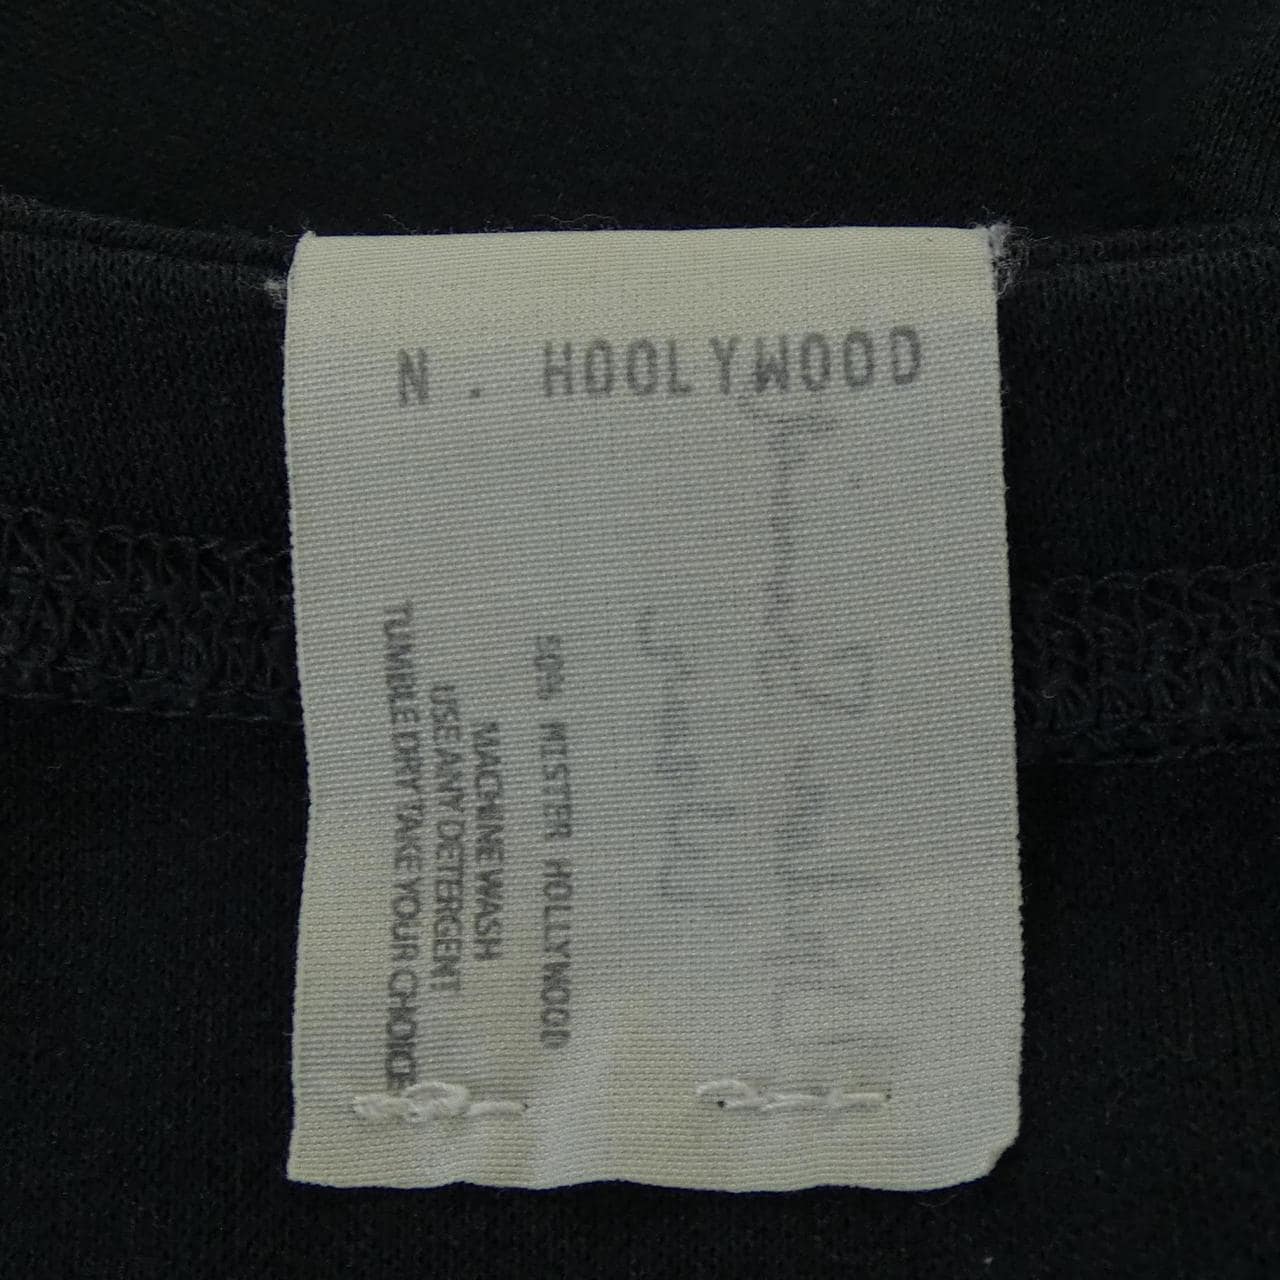 N. HOOLYWOOD
50% MISTER HOLLYWOOD
MACHINE WASH
USE ANY DETERGENT
TUMBLE DRY TAKE YOUR CHOICE